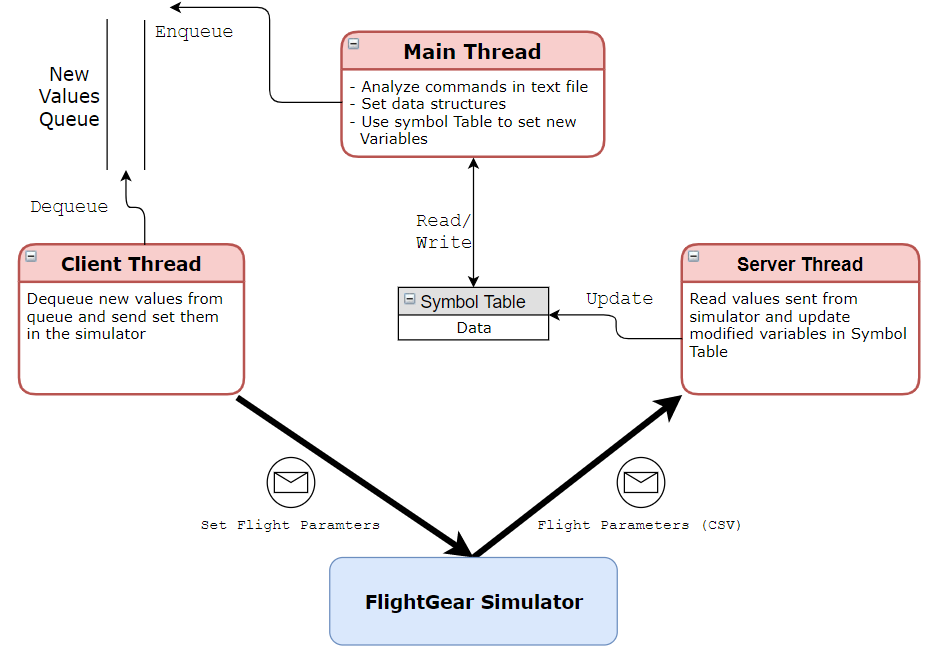 Enqueue
New
Values
Queue
Main Thread
- Analyze commands in text file
- Set data structures
- Use symbol Table to set new
Variables
Dequeue
Read/
Write
Client Thread
Dequeue new values from
queue and send set them
in the simulator
Symbol Table
Data
Update
Server Thread
Read values sent from
simulator and update
modified variables in Symbol
Table
Set Flight Paramters
Flight Parameters (CSV)
FlightGear Simulator